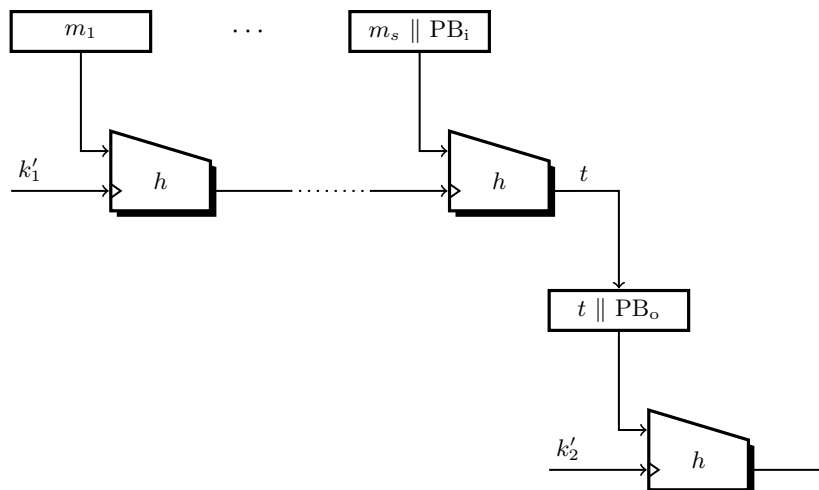 m₁ ⋯ mₛ ∥ PBᵢ
k′₁ h h t
t ∥ PBₒ
k′₂ h